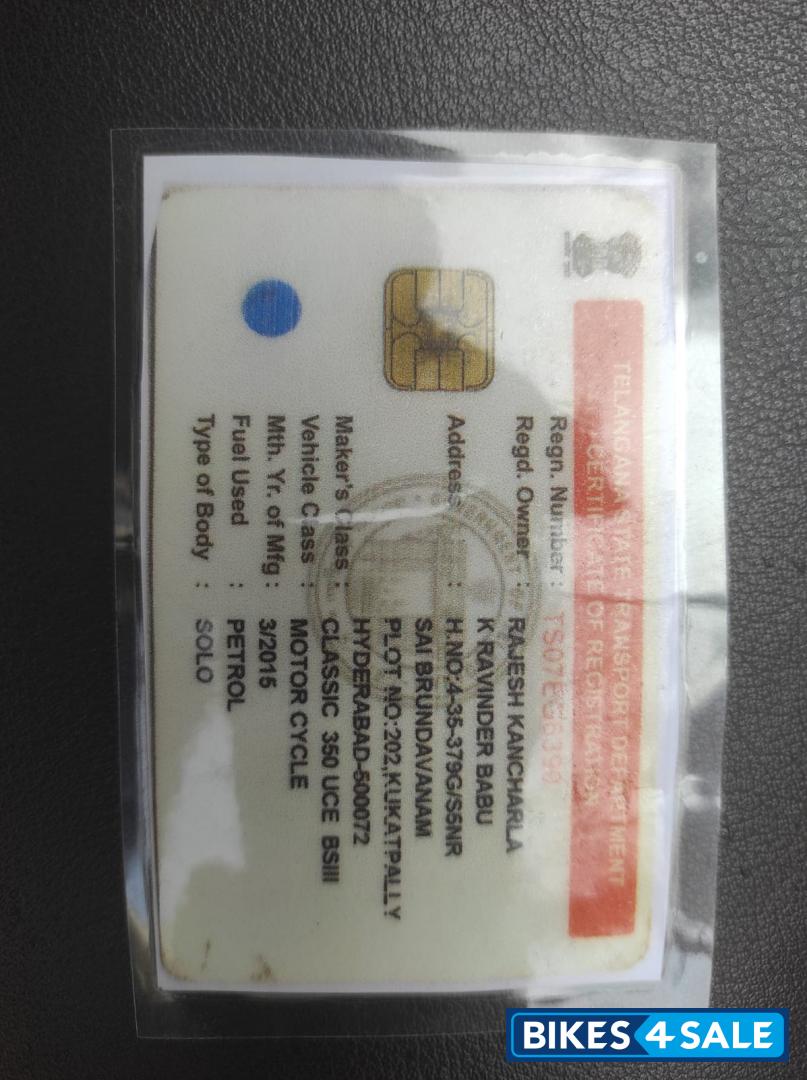 TELANGANA STATE TRANSPORT DEPARTMENT
CERTIFICATE OF REGISTRATION
Regn. Number :
Regd. Owner : RAJESH KANCHARLA
K RAVINDER BABU
Address : H.NO:4-35-379G/S5NR
SAI BRUNDAVANAM
PLOT NO:202,KUKATPALLY
HYDERABAD-500072
Maker's Class : CLASSIC 350 UCE BSIII
Vehicle Class : MOTOR CYCLE
Mth. Yr. of Mfg : 3/2015
Fuel Used : PETROL
Type of Body : SOLO
BIKES4SALE